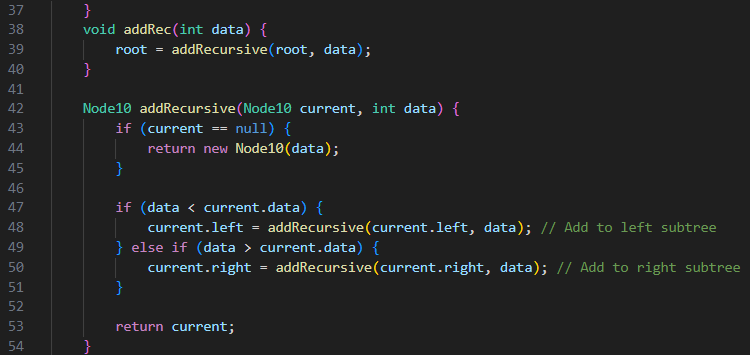 37 }
38 void addRec(int data) {
39 root = addRecursive(root, data);
40 }
41
42 Node10 addRecursive(Node10 current, int data) {
43 if (current == null) {
44 return new Node10(data);
45 }
46
47 if (data < current.data) {
48 current.left = addRecursive(current.left, data); // Add to left subtree
49 } else if (data > current.data) {
50 current.right = addRecursive(current.right, data); // Add to right subtree
51 }
52
53 return current;
54 }